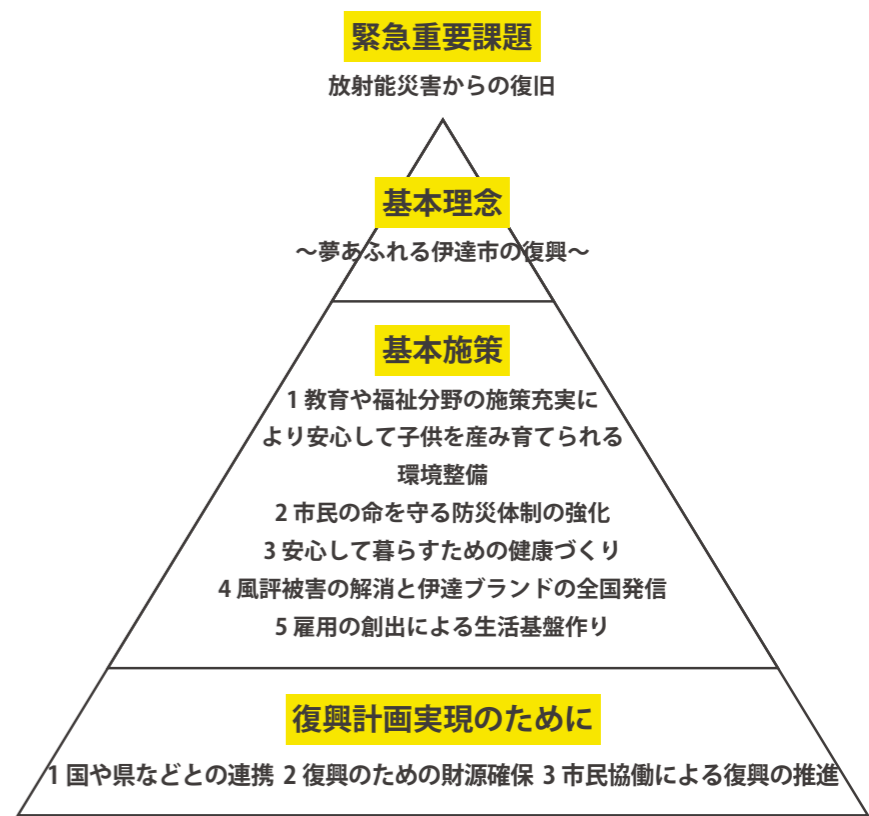 緊急重要課題
放射能災害からの復旧
基本理念
～夢あふれる伊達市の復興～
基本施策
1 教育や福祉分野の施策充実に
より安心して子供を産み育てられる
環境整備
2 市民の命を守る防災体制の強化
3 安心して暮らすための健康づくり
4 風評被害の解消と伊達ブランドの全国発信
5 雇用の創出による生活基盤作り
復興計画実現のために
1 国や県などとの連携 2 復興のための財源確保 3 市民協働による復興の推進